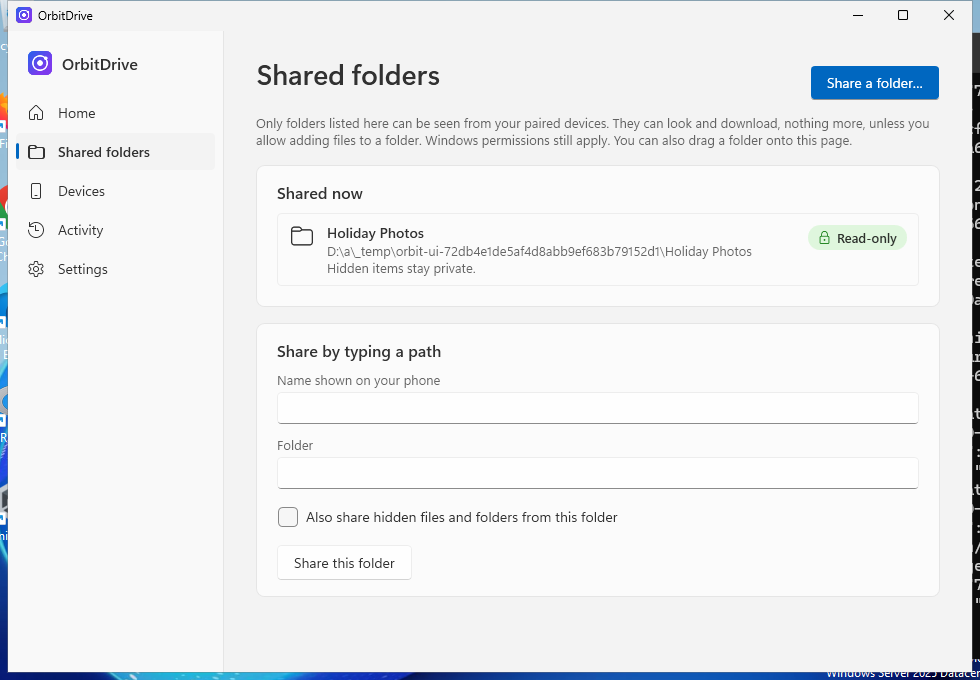 OrbitDrive
OrbitDrive
Home
Shared folders
Devices
Activity
Settings
Shared folders
Share a folder...
Only folders listed here can be seen from your paired devices. They can look and download, nothing more, unless you
allow adding files to a folder. Windows permissions still apply. You can also drag a folder onto this page.
Shared now
Holiday Photos
D:\a\_temp\orbit-ui-72db4e1de5af4d8abb9ef683b79152d1\Holiday Photos
Hidden items stay private.
Read-only
Share by typing a path
Name shown on your phone
Folder
Also share hidden files and folders from this folder
Share this folder
Windows Server 2025 Datacen